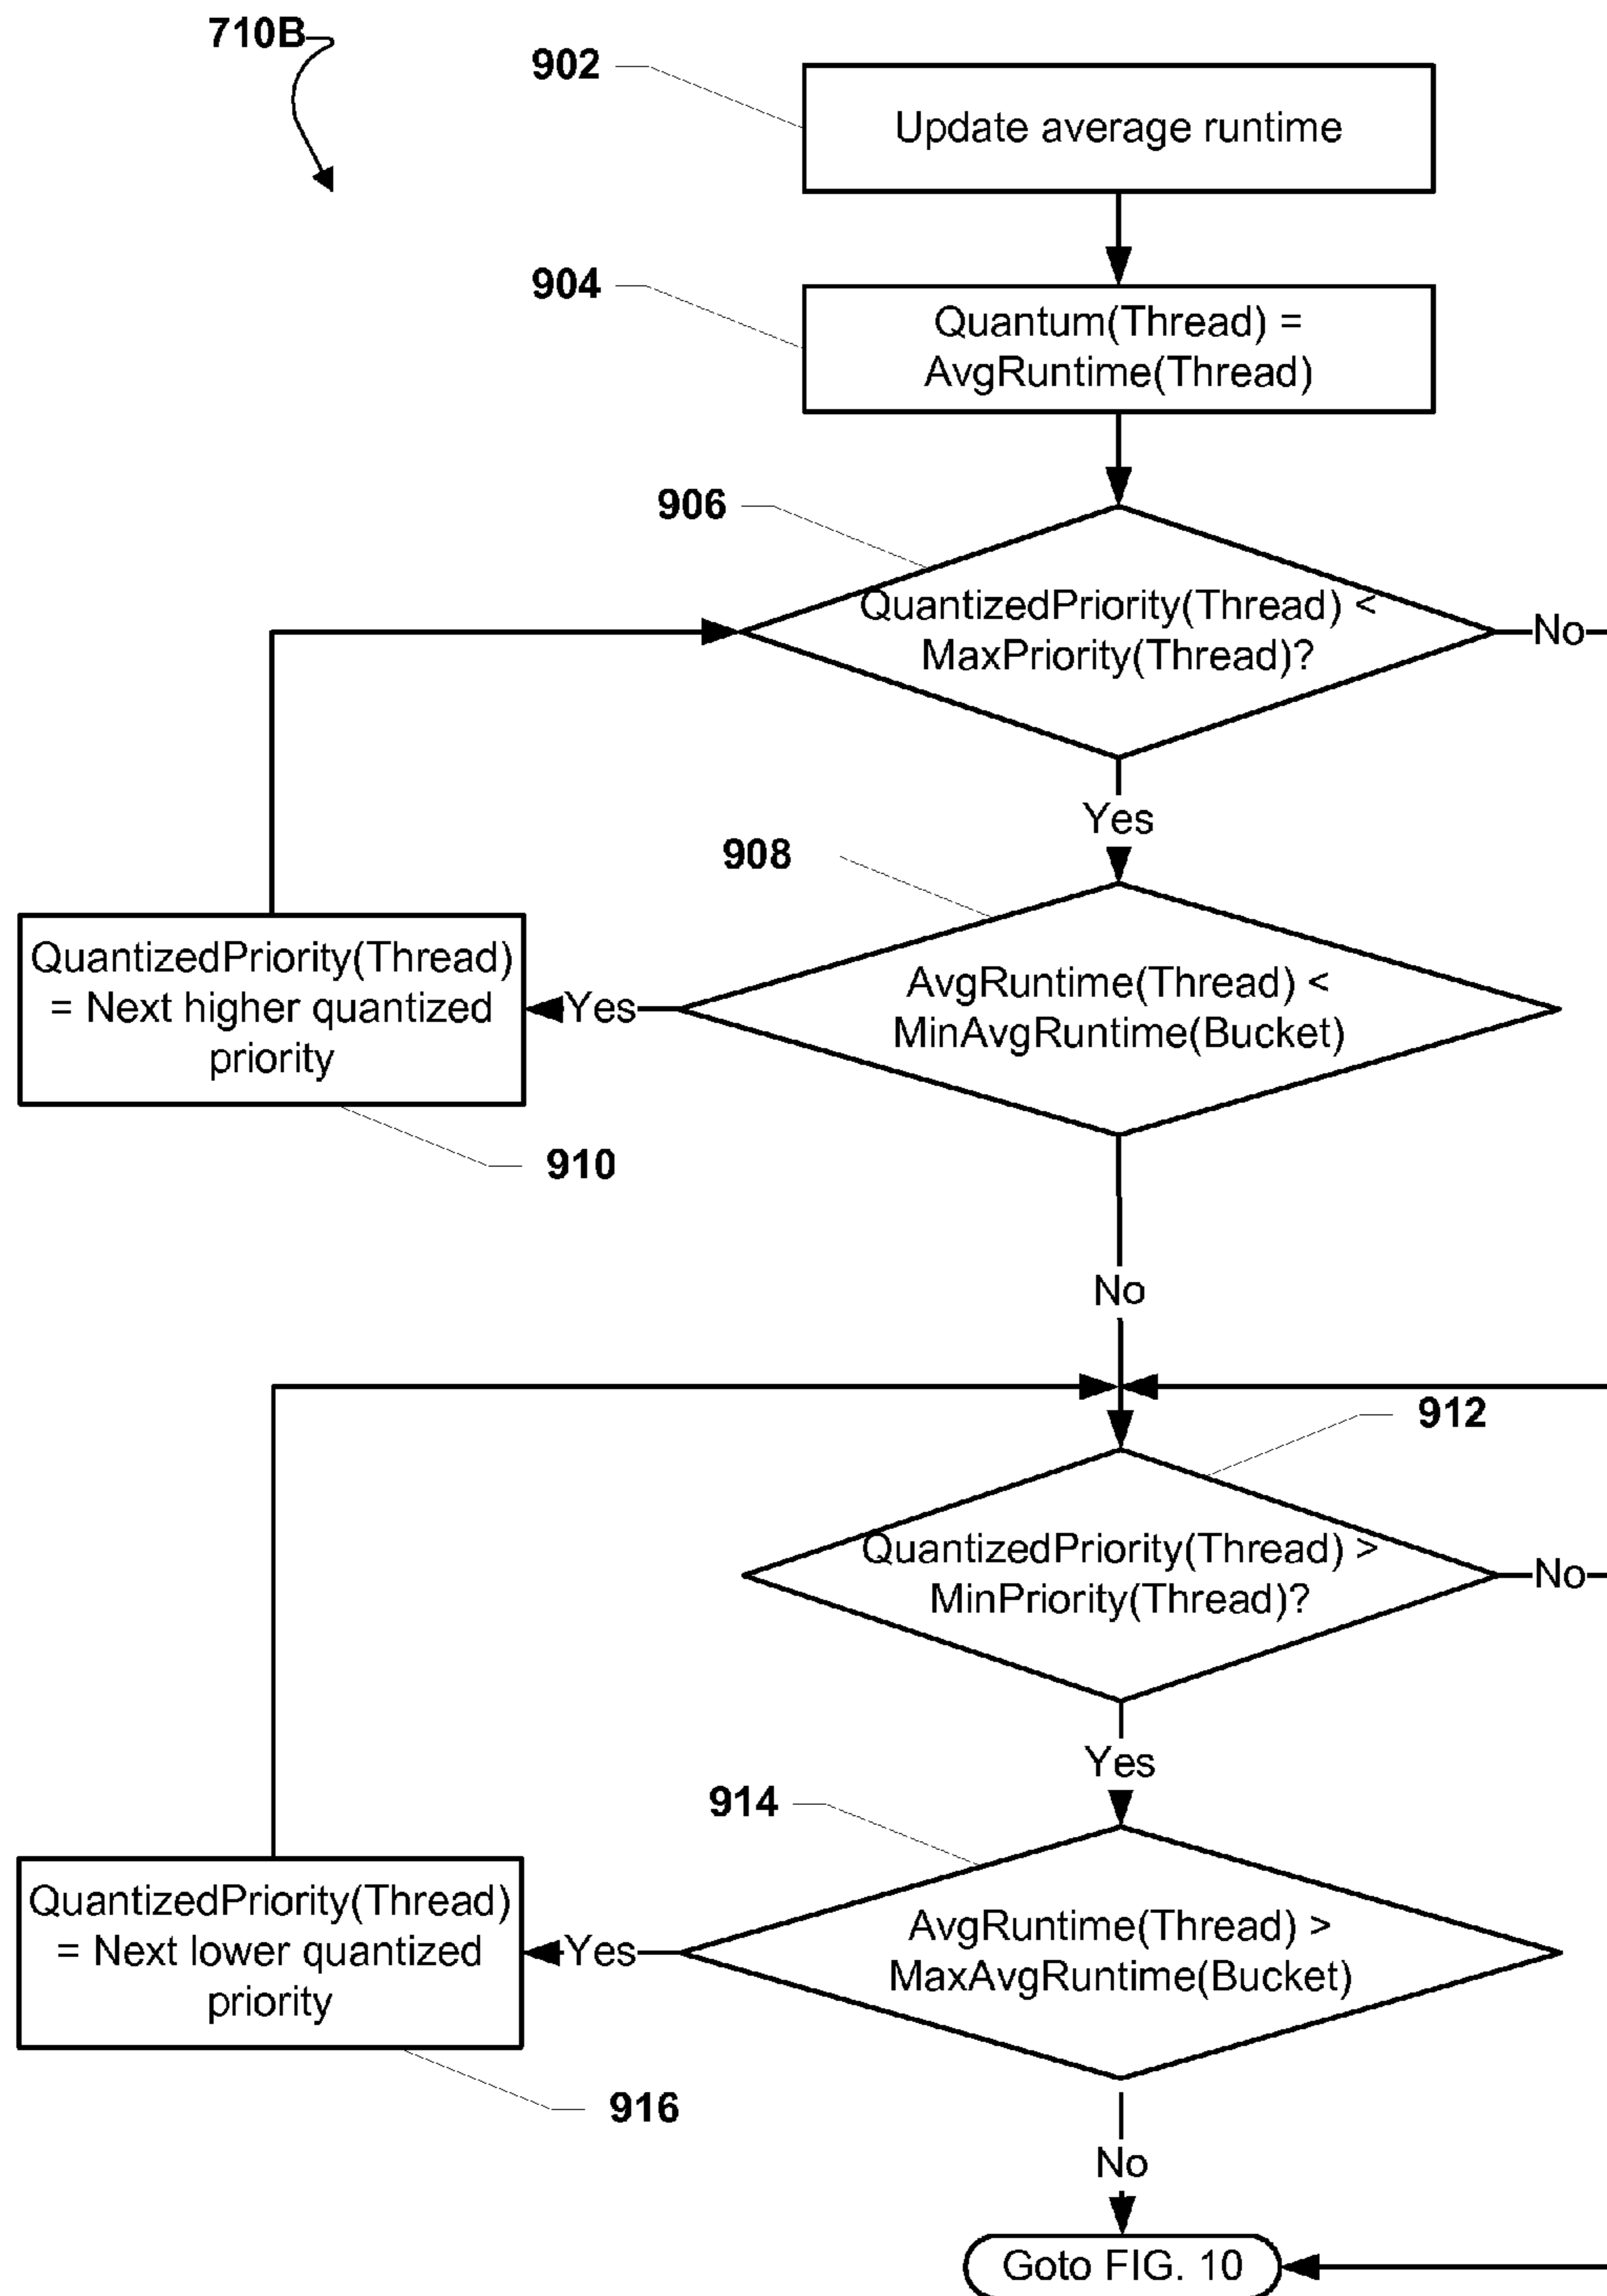 710B
902
Update average runtime
904
Quantum(Thread) =
AvgRuntime(Thread)
906
QuantizedPriority(Thread) <
MaxPriority(Thread)?
No
Yes
908
AvgRuntime(Thread) <
MinAvgRuntime(Bucket)
Yes
QuantizedPriority(Thread)
= Next higher quantized
priority
910
No
912
QuantizedPriority(Thread) >
MinPriority(Thread)?
No
Yes
914
AvgRuntime(Thread) >
MaxAvgRuntime(Bucket)
Yes
QuantizedPriority(Thread)
= Next lower quantized
priority
916
No
Goto FIG. 10